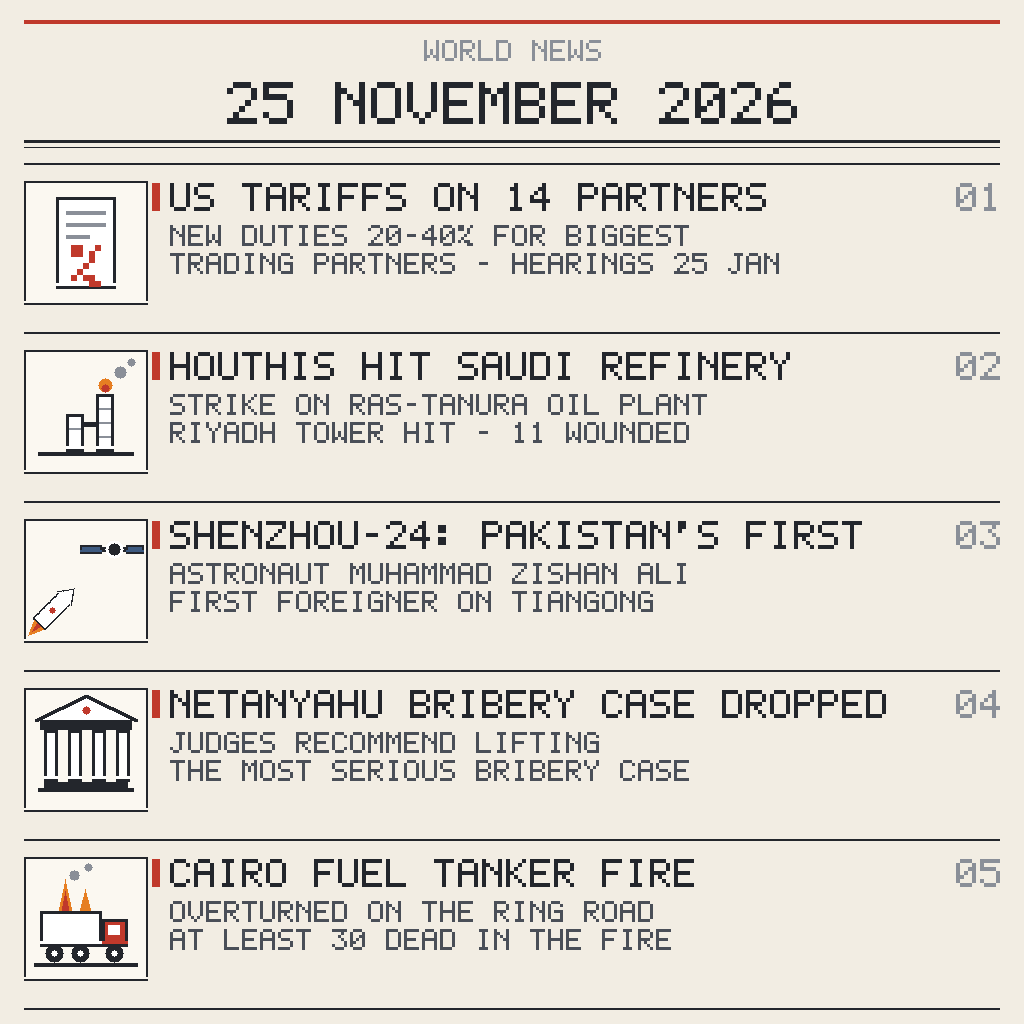 WORLD NEWS
25 NOVEMBER 2026
US TARIFFS ON 14 PARTNERS
01
NEW DUTIES 20-40% FOR BIGGEST
TRADING PARTNERS - HEARINGS 25 JAN
HOUTHIS HIT SAUDI REFINERY
02
STRIKE ON RAS-TANURA OIL PLANT
RIYADH TOWER HIT - 11 WOUNDED
SHENZHOU-24: PAKISTAN'S FIRST
03
ASTRONAUT MUHAMMAD ZISHAN ALI
FIRST FOREIGNER ON TIANGONG
NETANYAHU BRIBERY CASE DROPPED
04
JUDGES RECOMMEND LIFTING
THE MOST SERIOUS BRIBERY CASE
CAIRO FUEL TANKER FIRE
05
OVERTURNED ON THE RING ROAD
AT LEAST 30 DEAD IN THE FIRE